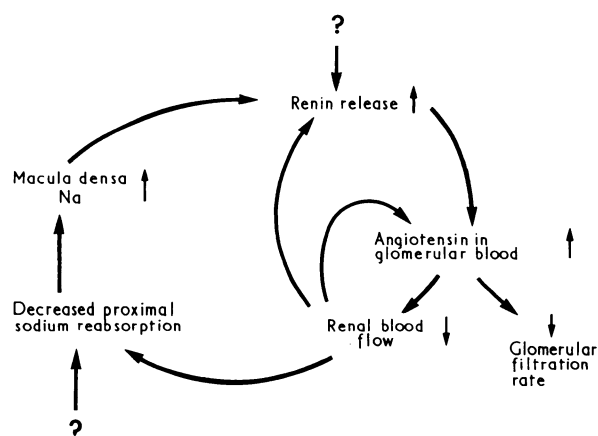 ?
Renin release
Macula densa
Na
Angiotensin in
glomerular blood
Decreased proximal
sodium reabsorption
Renal blood
flow
Glomerular
filtration
rate
?